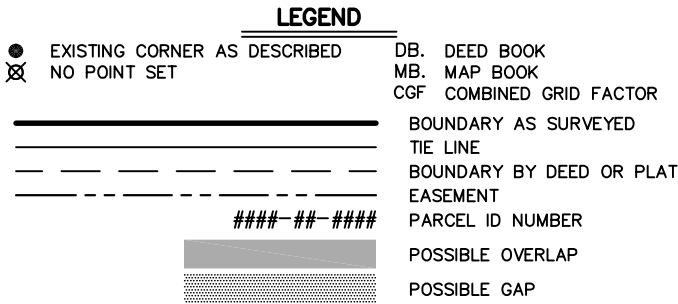 LEGEND
EXISTING CORNER AS DESCRIBED
NO POINT SET
DB. DEED BOOK
MB. MAP BOOK
CGF COMBINED GRID FACTOR
BOUNDARY AS SURVEYED
TIE LINE
BOUNDARY BY DEED OR PLAT
EASEMENT
####-##-#### PARCEL ID NUMBER
POSSIBLE OVERLAP
POSSIBLE GAP